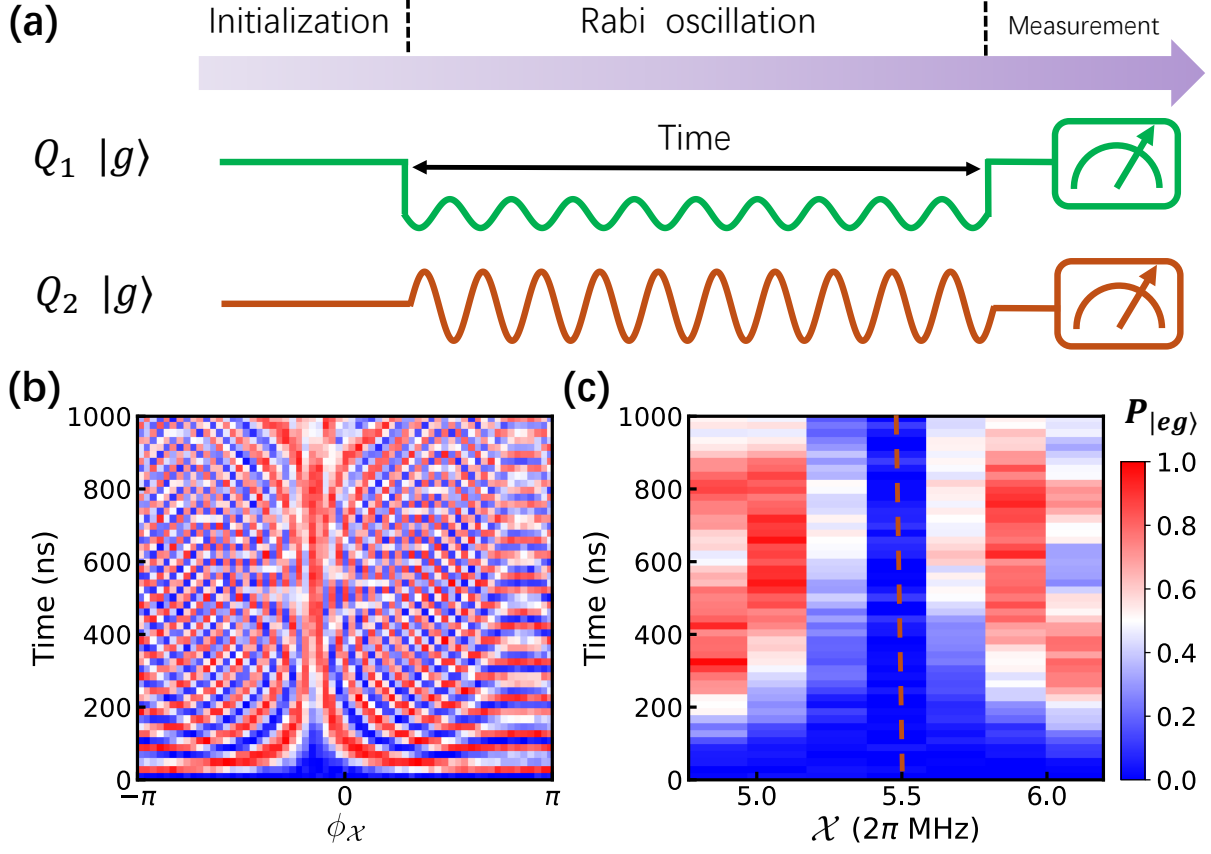 (a)
Initialization
Rabi oscillation
Measurement
Q₁ |g⟩
Time
Q₂ |g⟩
(b)
1000
800
600
400
200
0
Time (ns)
−π
0
π
ϕ𝒳
(c)
1000
800
600
400
200
0
Time (ns)
5.0
5.5
6.0
𝒳 (2π MHz)
P|eg⟩
1.0
0.8
0.6
0.4
0.2
0.0